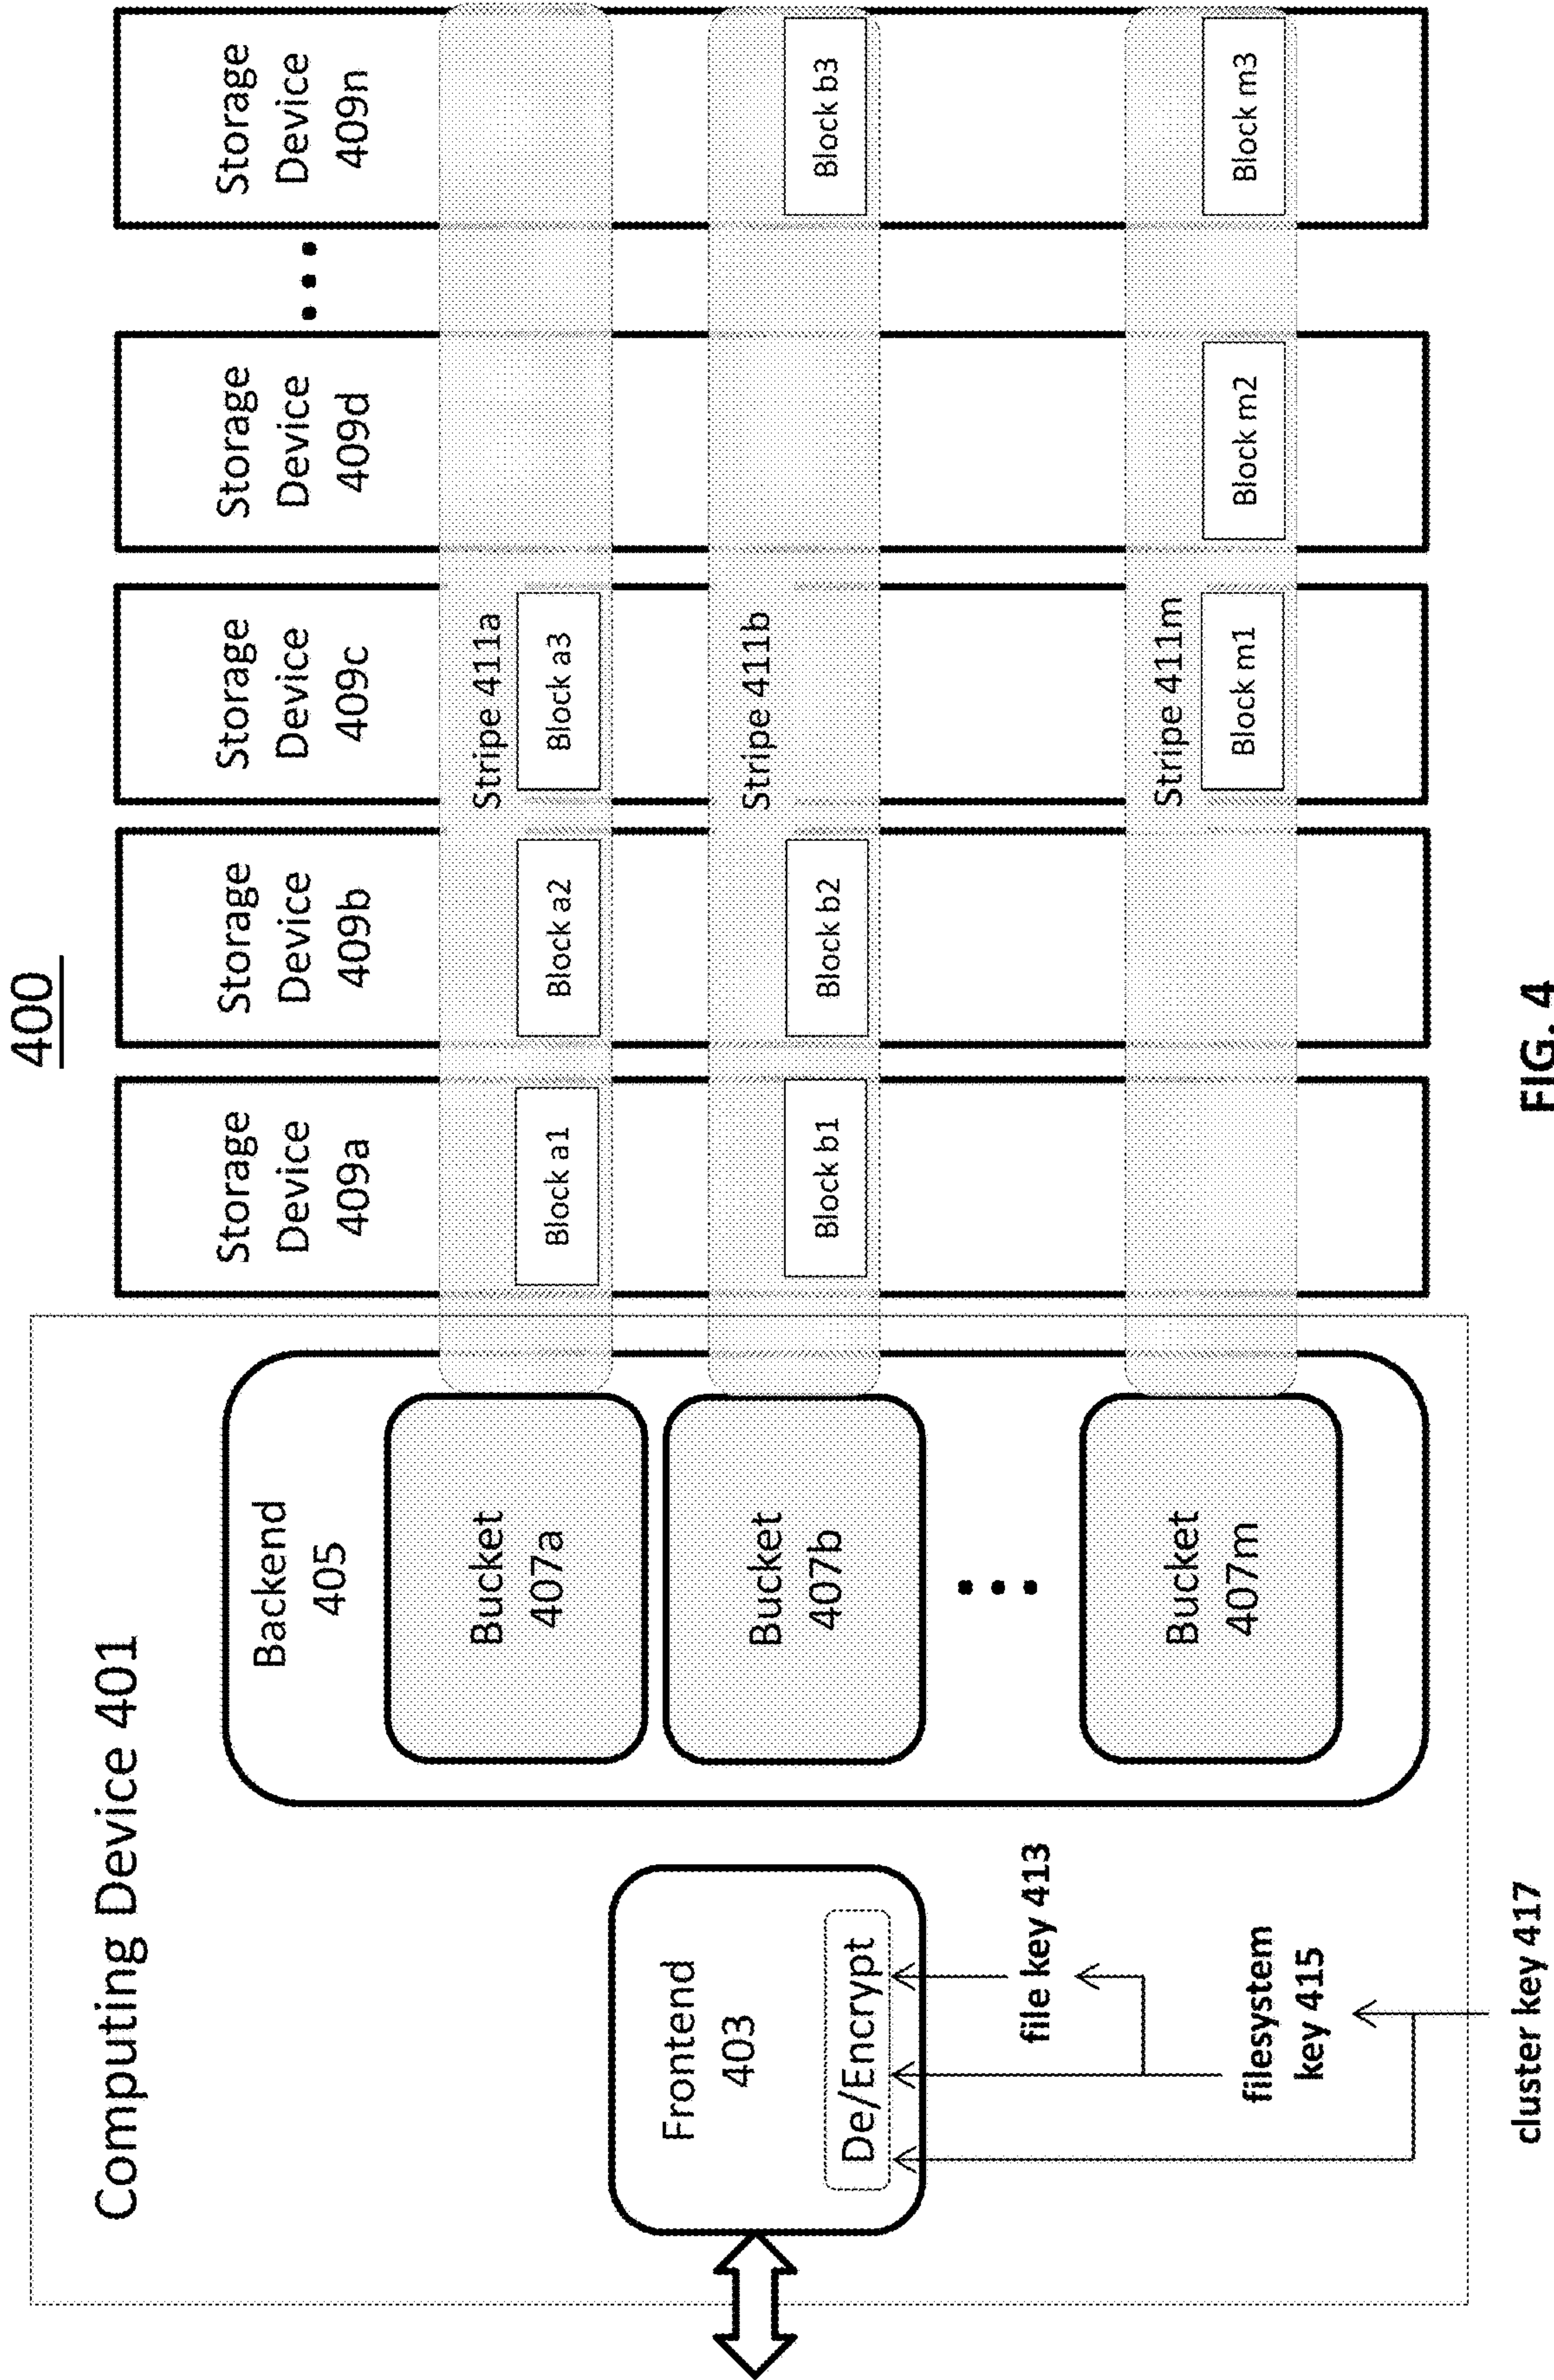 400
Computing Device 401
Frontend
403
De/Encrypt
file key 413
filesystem
key 415
cluster key 417
Backend
405
Bucket
407a
Bucket
407b
Bucket
407m
Storage
Device
409a
Storage
Device
409b
Storage
Device
409c
Storage
Device
409d
Storage
Device
409n
Stripe 411a
Block a1
Block a2
Block a3
Stripe 411b
Block b1
Block b2
Block b3
Stripe 411m
Block m1
Block m2
Block m3
FIG. 4